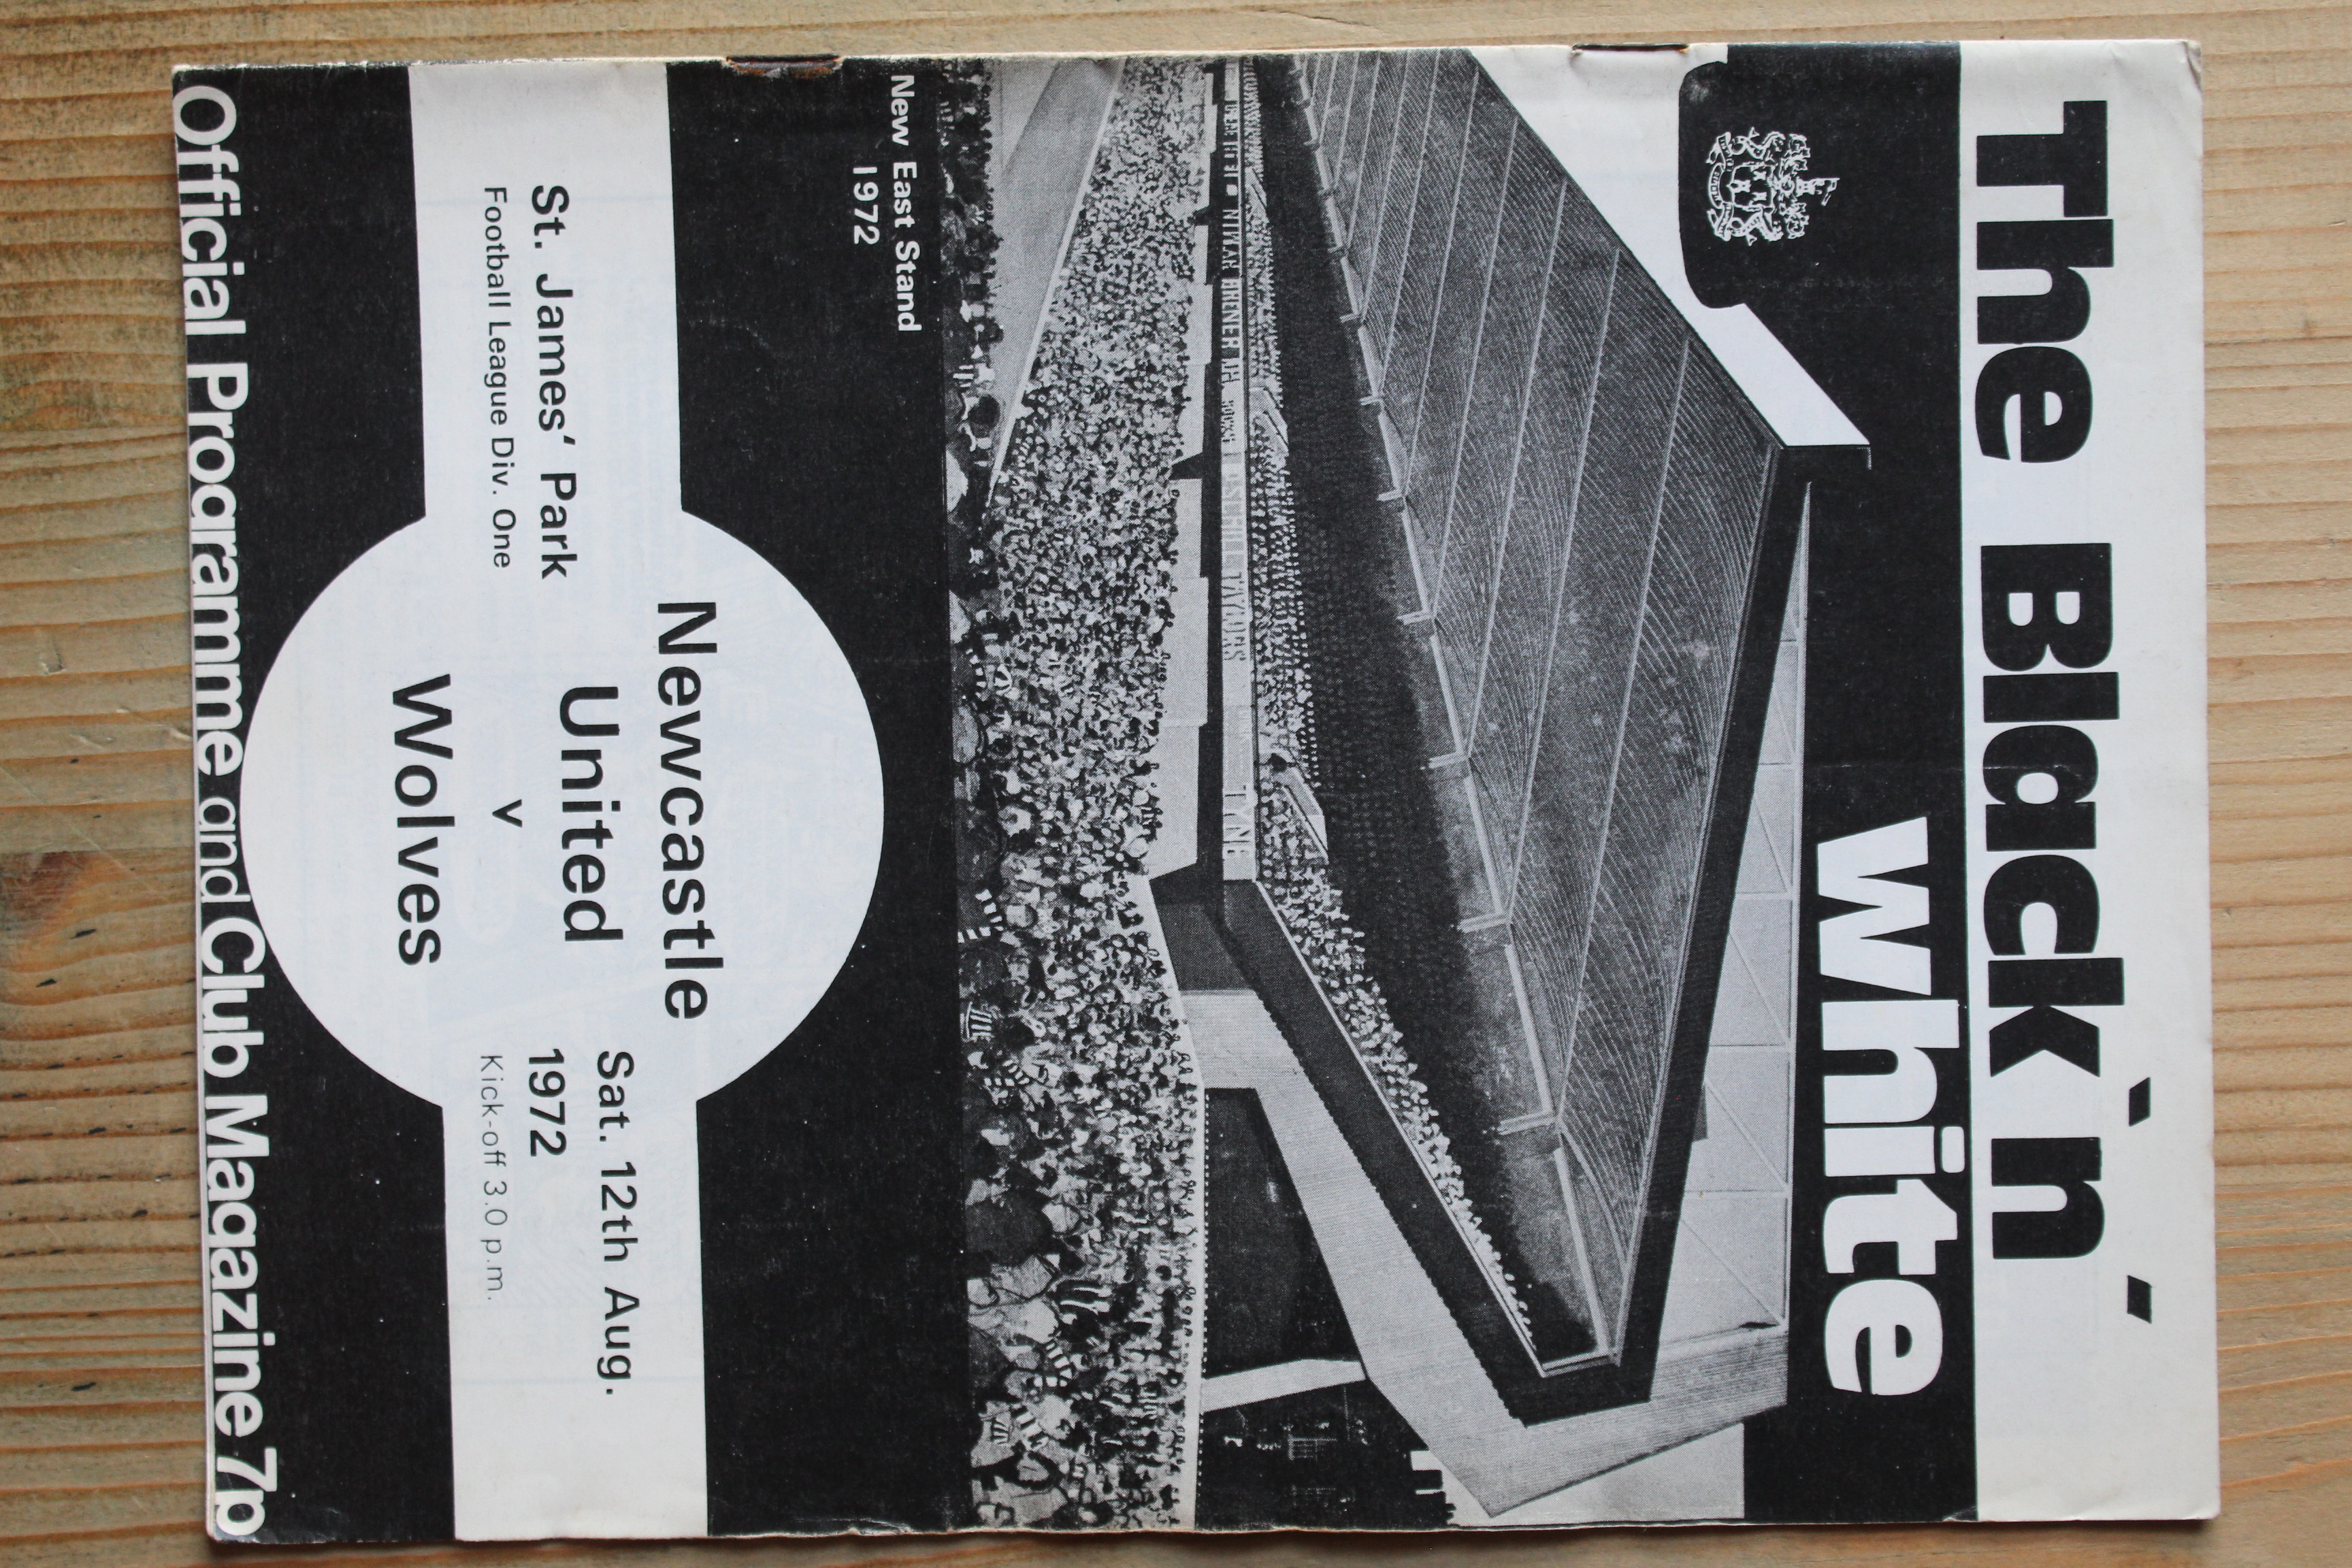 The Black 'n'
white
New East Stand
1972
St. James' Park
Football League Div. One
Newcastle
United
v
Wolves
Sat. 12th Aug.
1972
Kick-off 3.0 p.m.
Official Programme and Club Magazine 7p